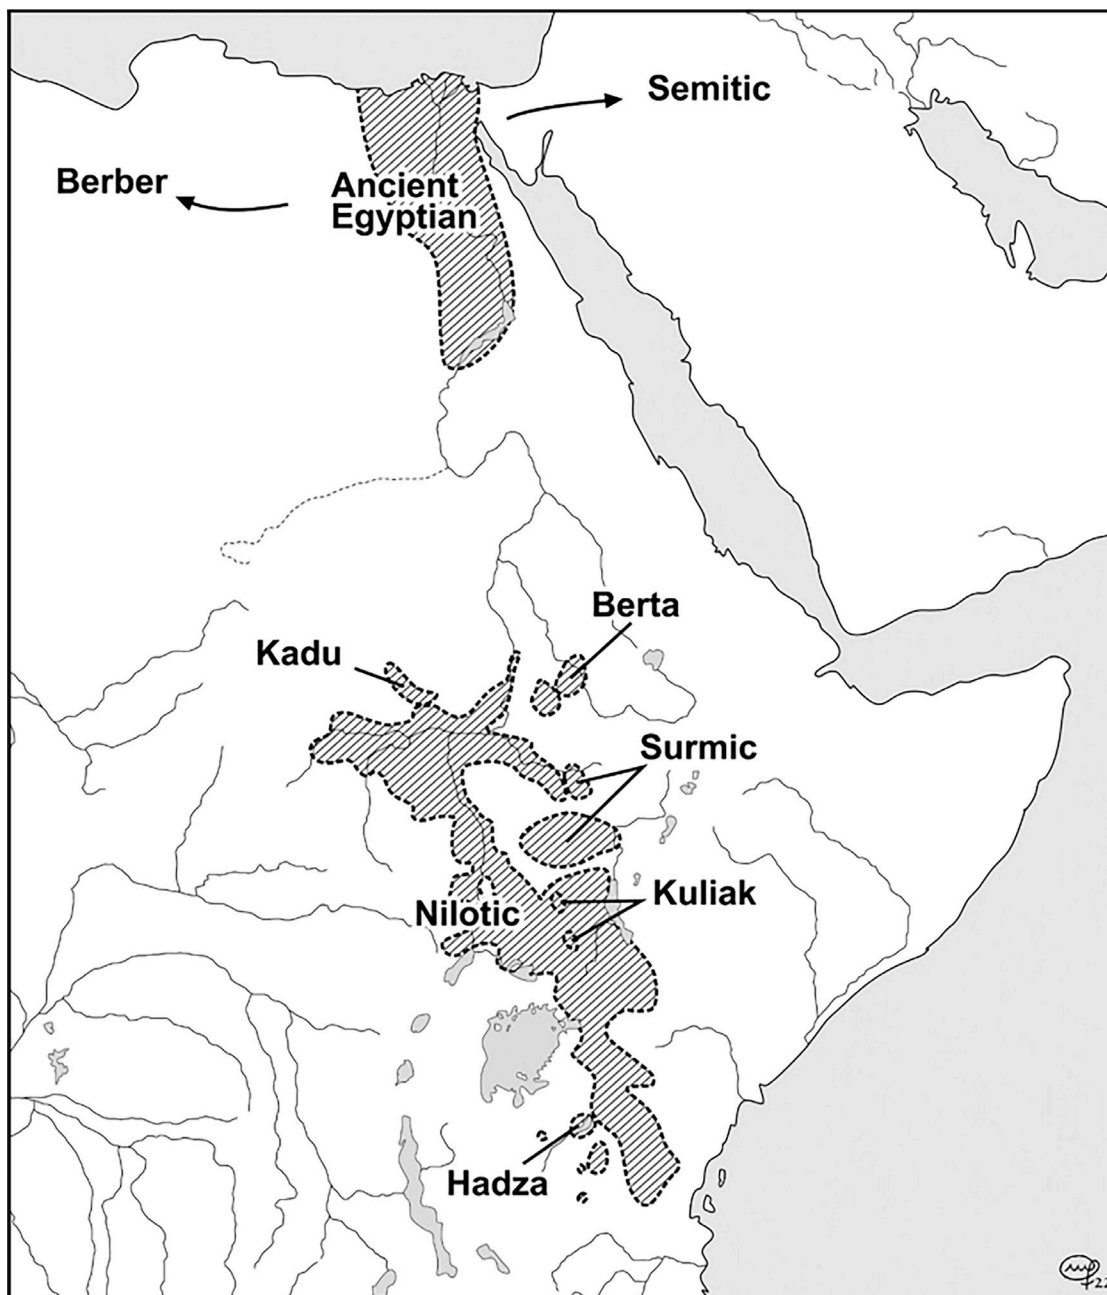 Semitic
Berber
Ancient
Egyptian
Berta
Kadu
Surmic
Kuliak
Nilotic
Hadza